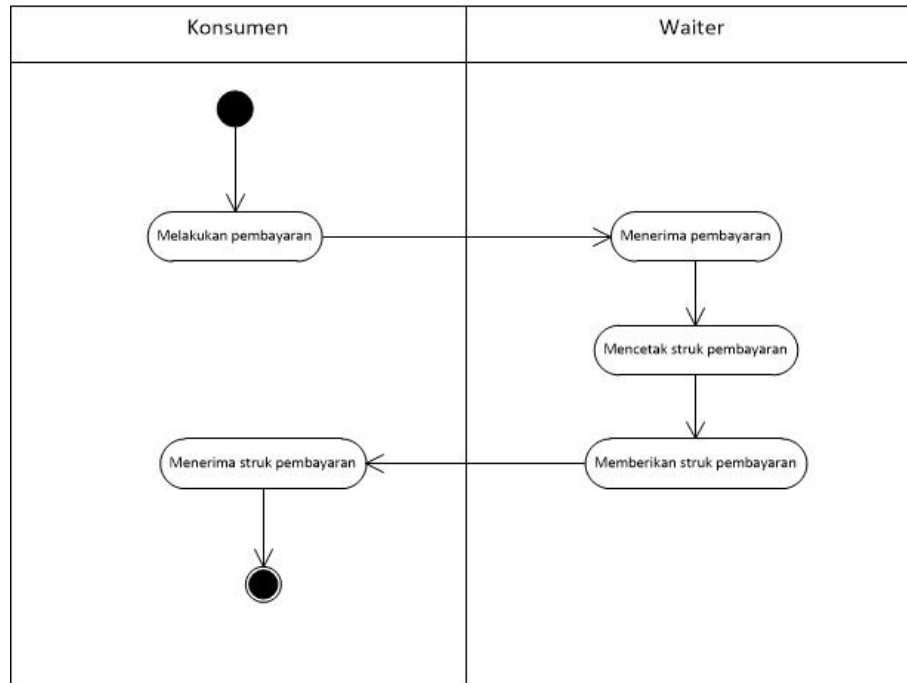 Konsumen
Waiter
Melakukan pembayaran
Menerima pembayaran
Mencetak struk pembayaran
Menerima struk pembayaran
Memberikan struk pembayaran